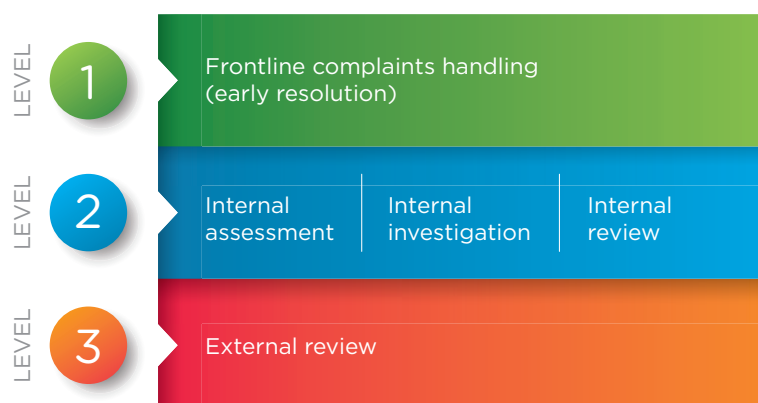 LEVEL
1
Frontline complaints handling
(early resolution)
LEVEL
2
Internal
assessment
Internal
investigation
Internal
review
LEVEL
3
External review